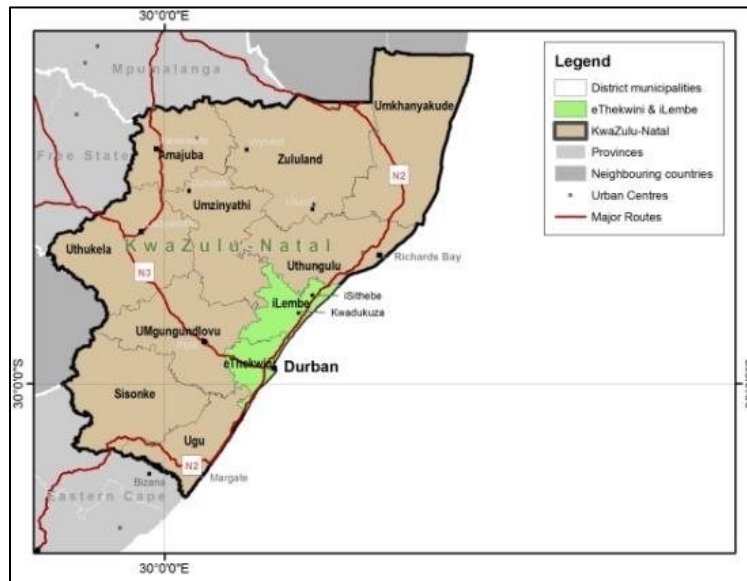 30°0'0"E
Legend
District municipalities
eThekwini & iLembe
KwaZulu-Natal
Provinces
Neighbouring countries
Urban Centres
Major Routes
Mpumalanga
Umkhanyakude
Free State
Amajuba
Zululand
N2
Umzinyathi
Uthukela
KwaZulu-Natal
Uthungulu
Richards Bay
N3
iLembe
iSithebe
Kwadukuza
UMgungundlovu
eThekwini
Durban
30°0'0"S
Sisonke
Ugu
N2
Margate
Bizana
Eastern Cape
30°0'0"E